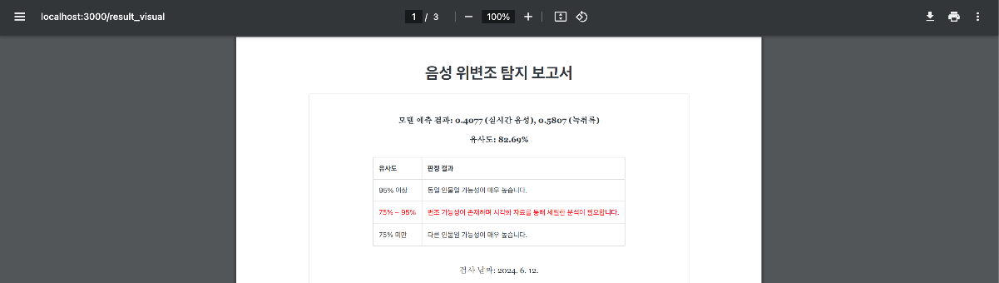 localhost:3000/result_visual
1 / 3
100%
음성 위변조 탐지 보고서
모델 예측 결과: 0.4077 (실시간 음성), 0.5807 (녹취록)
유사도: 82.69%
유사도 판정 결과
95% 이상 동일 인물일 가능성이 매우 높습니다.
75% ~ 95% 변조 가능성이 존재하며 시각화 자료를 통해 세밀한 분석이 필요합니다.
75% 미만 다른 인물일 가능성이 매우 높습니다.
검사 날짜: 2024. 6. 12.